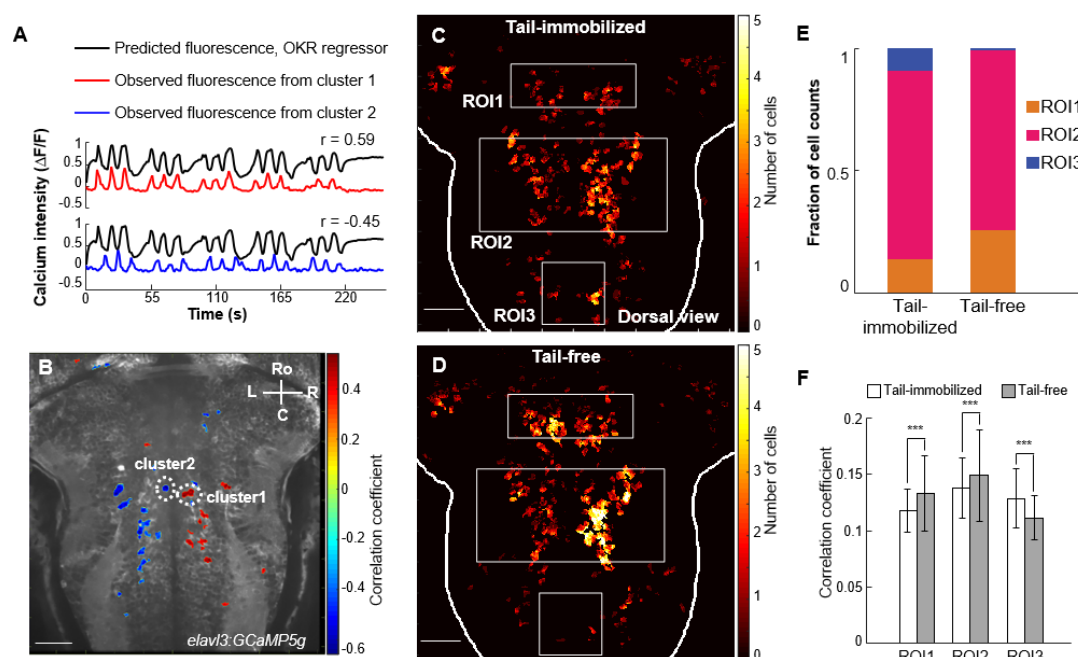 A
Predicted fluorescence, OKR regressor
Observed fluorescence from cluster 1
Observed fluorescence from cluster 2
Calcium intensity (ΔF/F)
1
0.5
0
-0.5
r = 0.59
1
0.5
0
-0.5
r = -0.45
0 55 110 165 220
Time (s)
B
Ro
L R
C
cluster2
cluster1
elavl3:GCaMP5g
0.4
0.2
0
-0.2
-0.4
-0.6
Correlation coefficient
C
Tail-immobilized
ROI1
ROI2
ROI3
Dorsal view
5
4
3
2
1
0
Number of cells
D
Tail-free
5
4
3
2
1
0
Number of cells
E
Fraction of cell counts
1
0.5
0
Tail-
immobilized
Tail-free
ROI1
ROI2
ROI3
F
Tail-immobilized
Tail-free
Correlation coefficient
0.2
0.15
0.1
0.05
0
***
***
***
ROI1 ROI2 ROI3